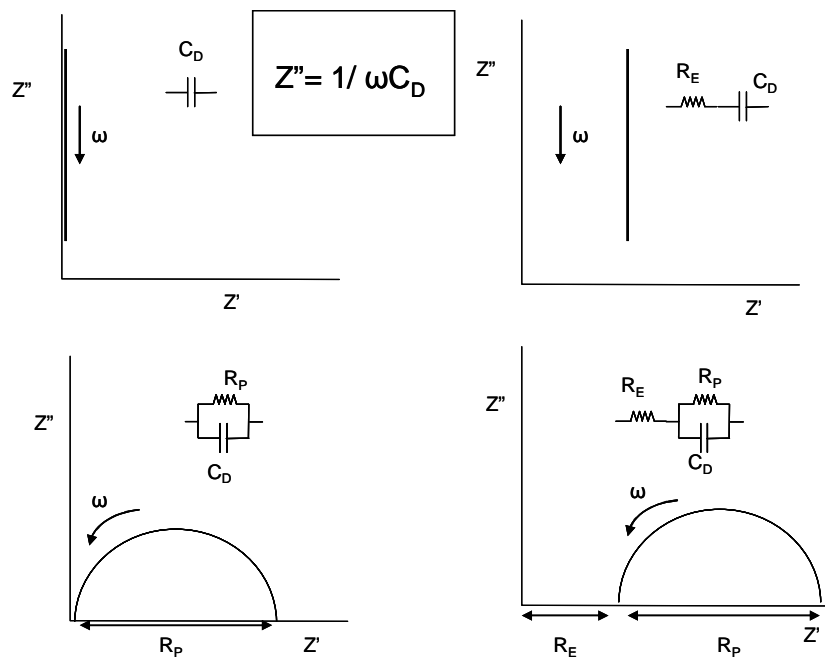 C_D
Z" = 1/ ωC_D
Z"
ω
Z'
R_E
C_D
Z"
ω
Z'
R_P
C_D
Z"
ω
R_P
Z'
R_E
R_P
C_D
Z"
ω
R_E
R_P
Z'